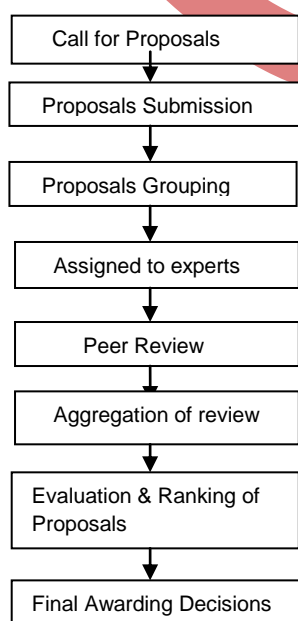 Call for Proposals
Proposals Submission
Proposals Grouping
Assigned to experts
Peer Review
Aggregation of review
Evaluation & Ranking of
Proposals
Final Awarding Decisions